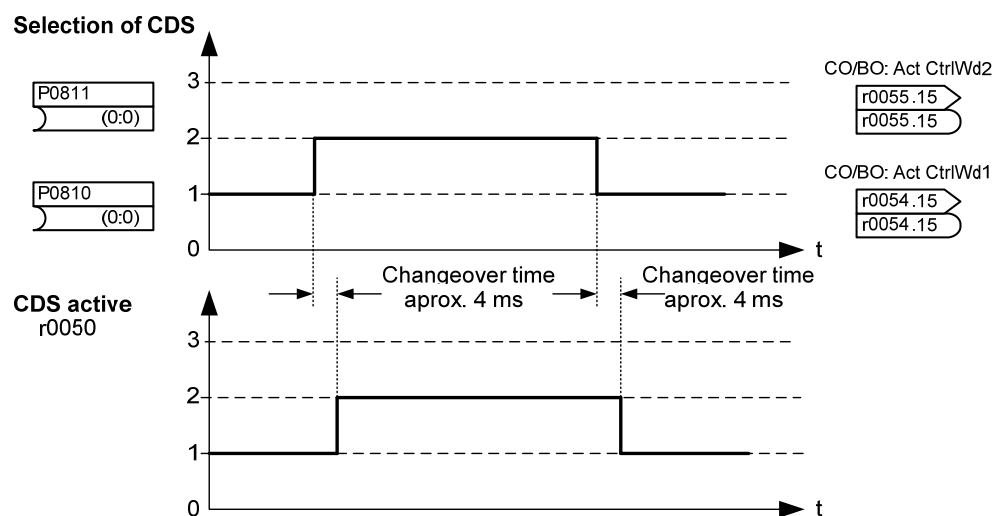 Selection of CDS
3
P0811
(0:0)
CO/BO: Act CtrlWd2
r0055.15
r0055.15
2
P0810
(0:0)
1
CO/BO: Act CtrlWd1
r0054.15
r0054.15
0
t
Changeover time
aprox. 4 ms
Changeover time
aprox. 4 ms
CDS active
r0050
3
2
1
0
t